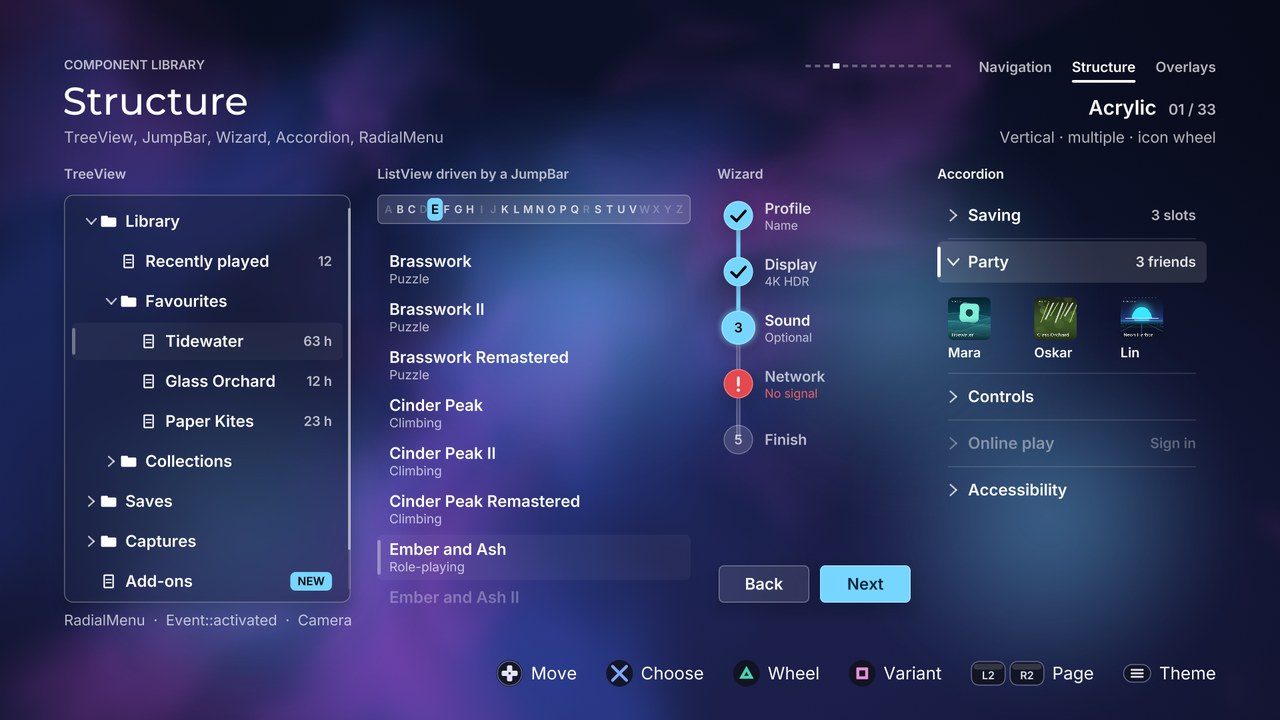 COMPONENT LIBRARY
Structure
TreeView, JumpBar, Wizard, Accordion, RadialMenu
Navigation Structure Overlays
Acrylic 01 / 33
Vertical · multiple · icon wheel
TreeView
Library
Recently played 12
Favourites
Tidewater 63 h
Glass Orchard 12 h
Paper Kites 23 h
Collections
Saves
Captures
Add-ons NEW
RadialMenu · Event::activated · Camera
ListView driven by a JumpBar
A B C D E F G H I J K L M N O P Q R S T U V W X Y Z
Brasswork
Puzzle
Brasswork II
Puzzle
Brasswork Remastered
Puzzle
Cinder Peak
Climbing
Cinder Peak II
Climbing
Cinder Peak Remastered
Climbing
Ember and Ash
Role-playing
Ember and Ash II
Wizard
Profile
Name
Display
4K HDR
3 Sound
Optional
! Network
No signal
5 Finish
Back Next
Accordion
Saving 3 slots
Party 3 friends
Mara Oskar Lin
Controls
Online play Sign in
Accessibility
Move Choose Wheel Variant L2 R2 Page Theme